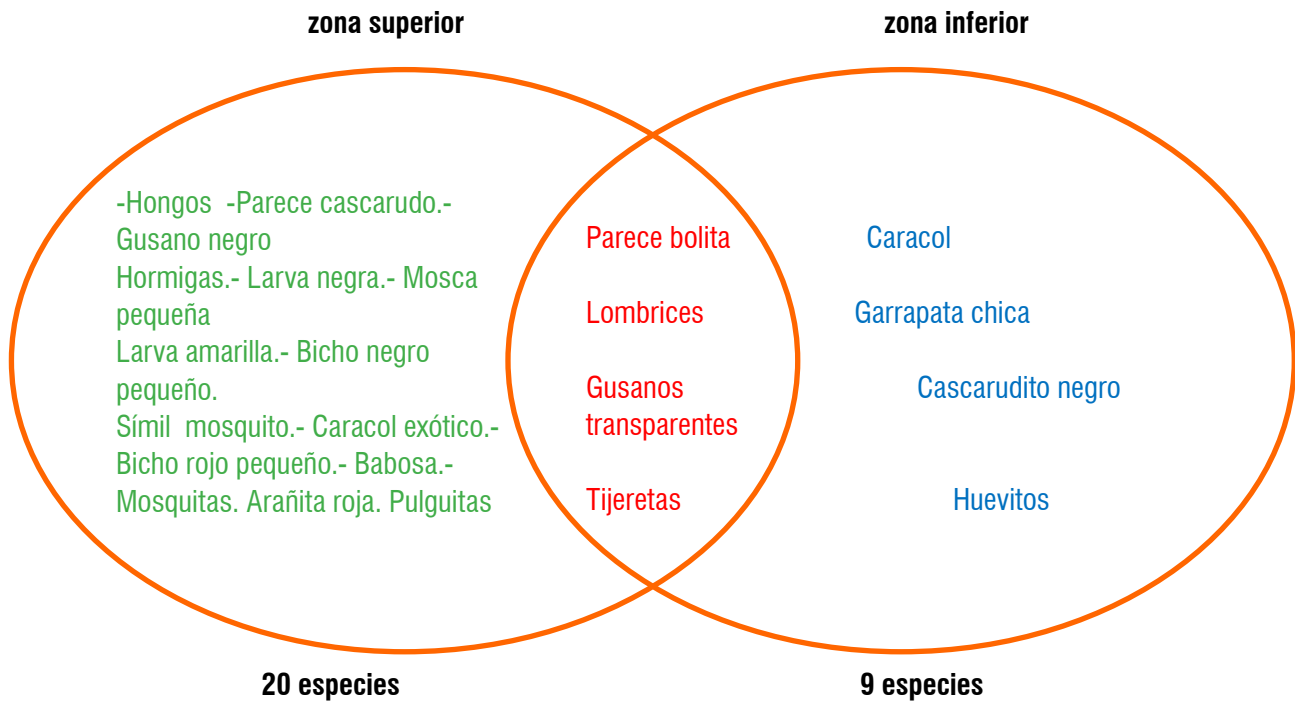 zona superior
zona inferior
-Hongos -Parece cascarudo.-
Gusano negro
Hormigas.- Larva negra.- Mosca
pequeña
Larva amarilla.- Bicho negro
pequeño.
Símil mosquito.- Caracol exótico.-
Bicho rojo pequeño.- Babosa.-
Mosquitas. Arañita roja. Pulguitas
Parece bolita
Lombrices
Gusanos
transparentes
Tijeretas
Caracol
Garrapata chica
Cascarudito negro
Huevitos
20 especies
9 especies